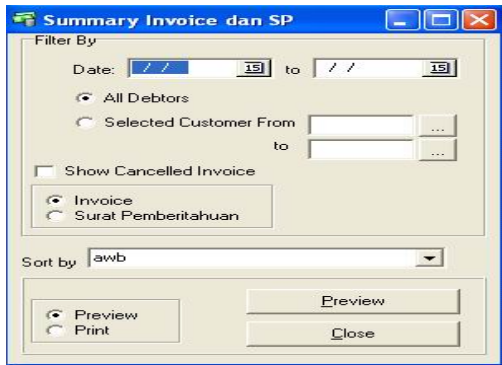 Summary Invoice dan SP
Filter By
Date: / / 15 to / / 15
All Debtors
Selected Customer From ...
to ...
Show Cancelled Invoice
Invoice
Surat Pemberitahuan
Sort by awb
Preview
Preview
Print
Close